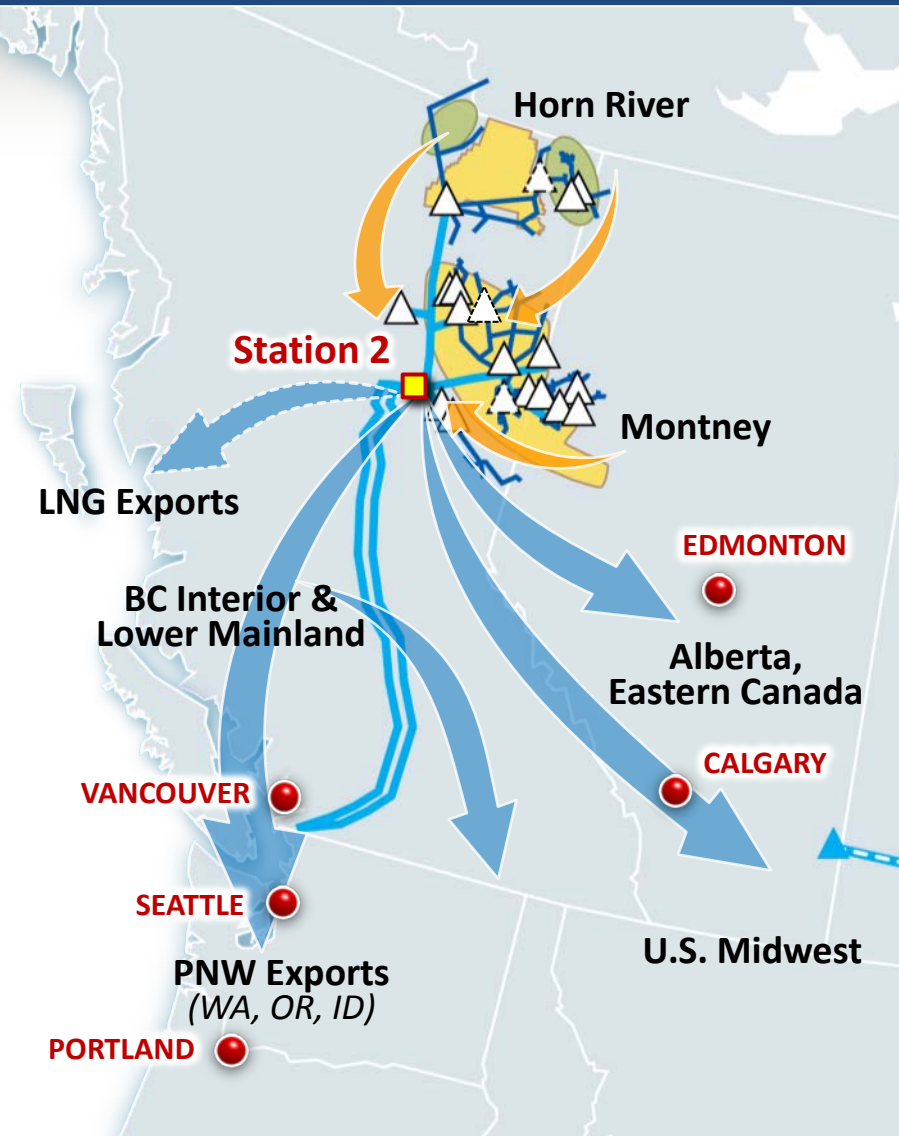 Horn River
Station 2
Montney
LNG Exports
EDMONTON
BC Interior &
Lower Mainland
Alberta,
Eastern Canada
CALGARY
VANCOUVER
SEATTLE
U.S. Midwest
PNW Exports
(WA, OR, ID)
PORTLAND